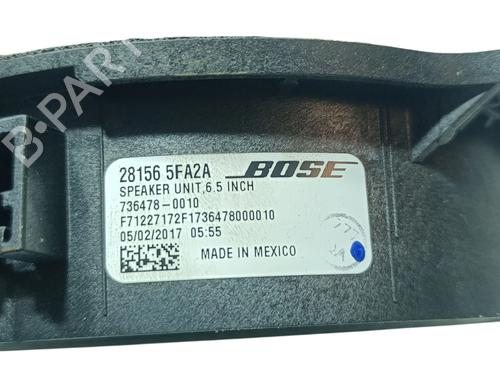 B-PARTS
28156 5FA2A BOSE
SPEAKER UNIT,6.5 INCH
736478-0010
F71227172F1736478000010
05/02/2017 05:55
MADE IN MEXICO